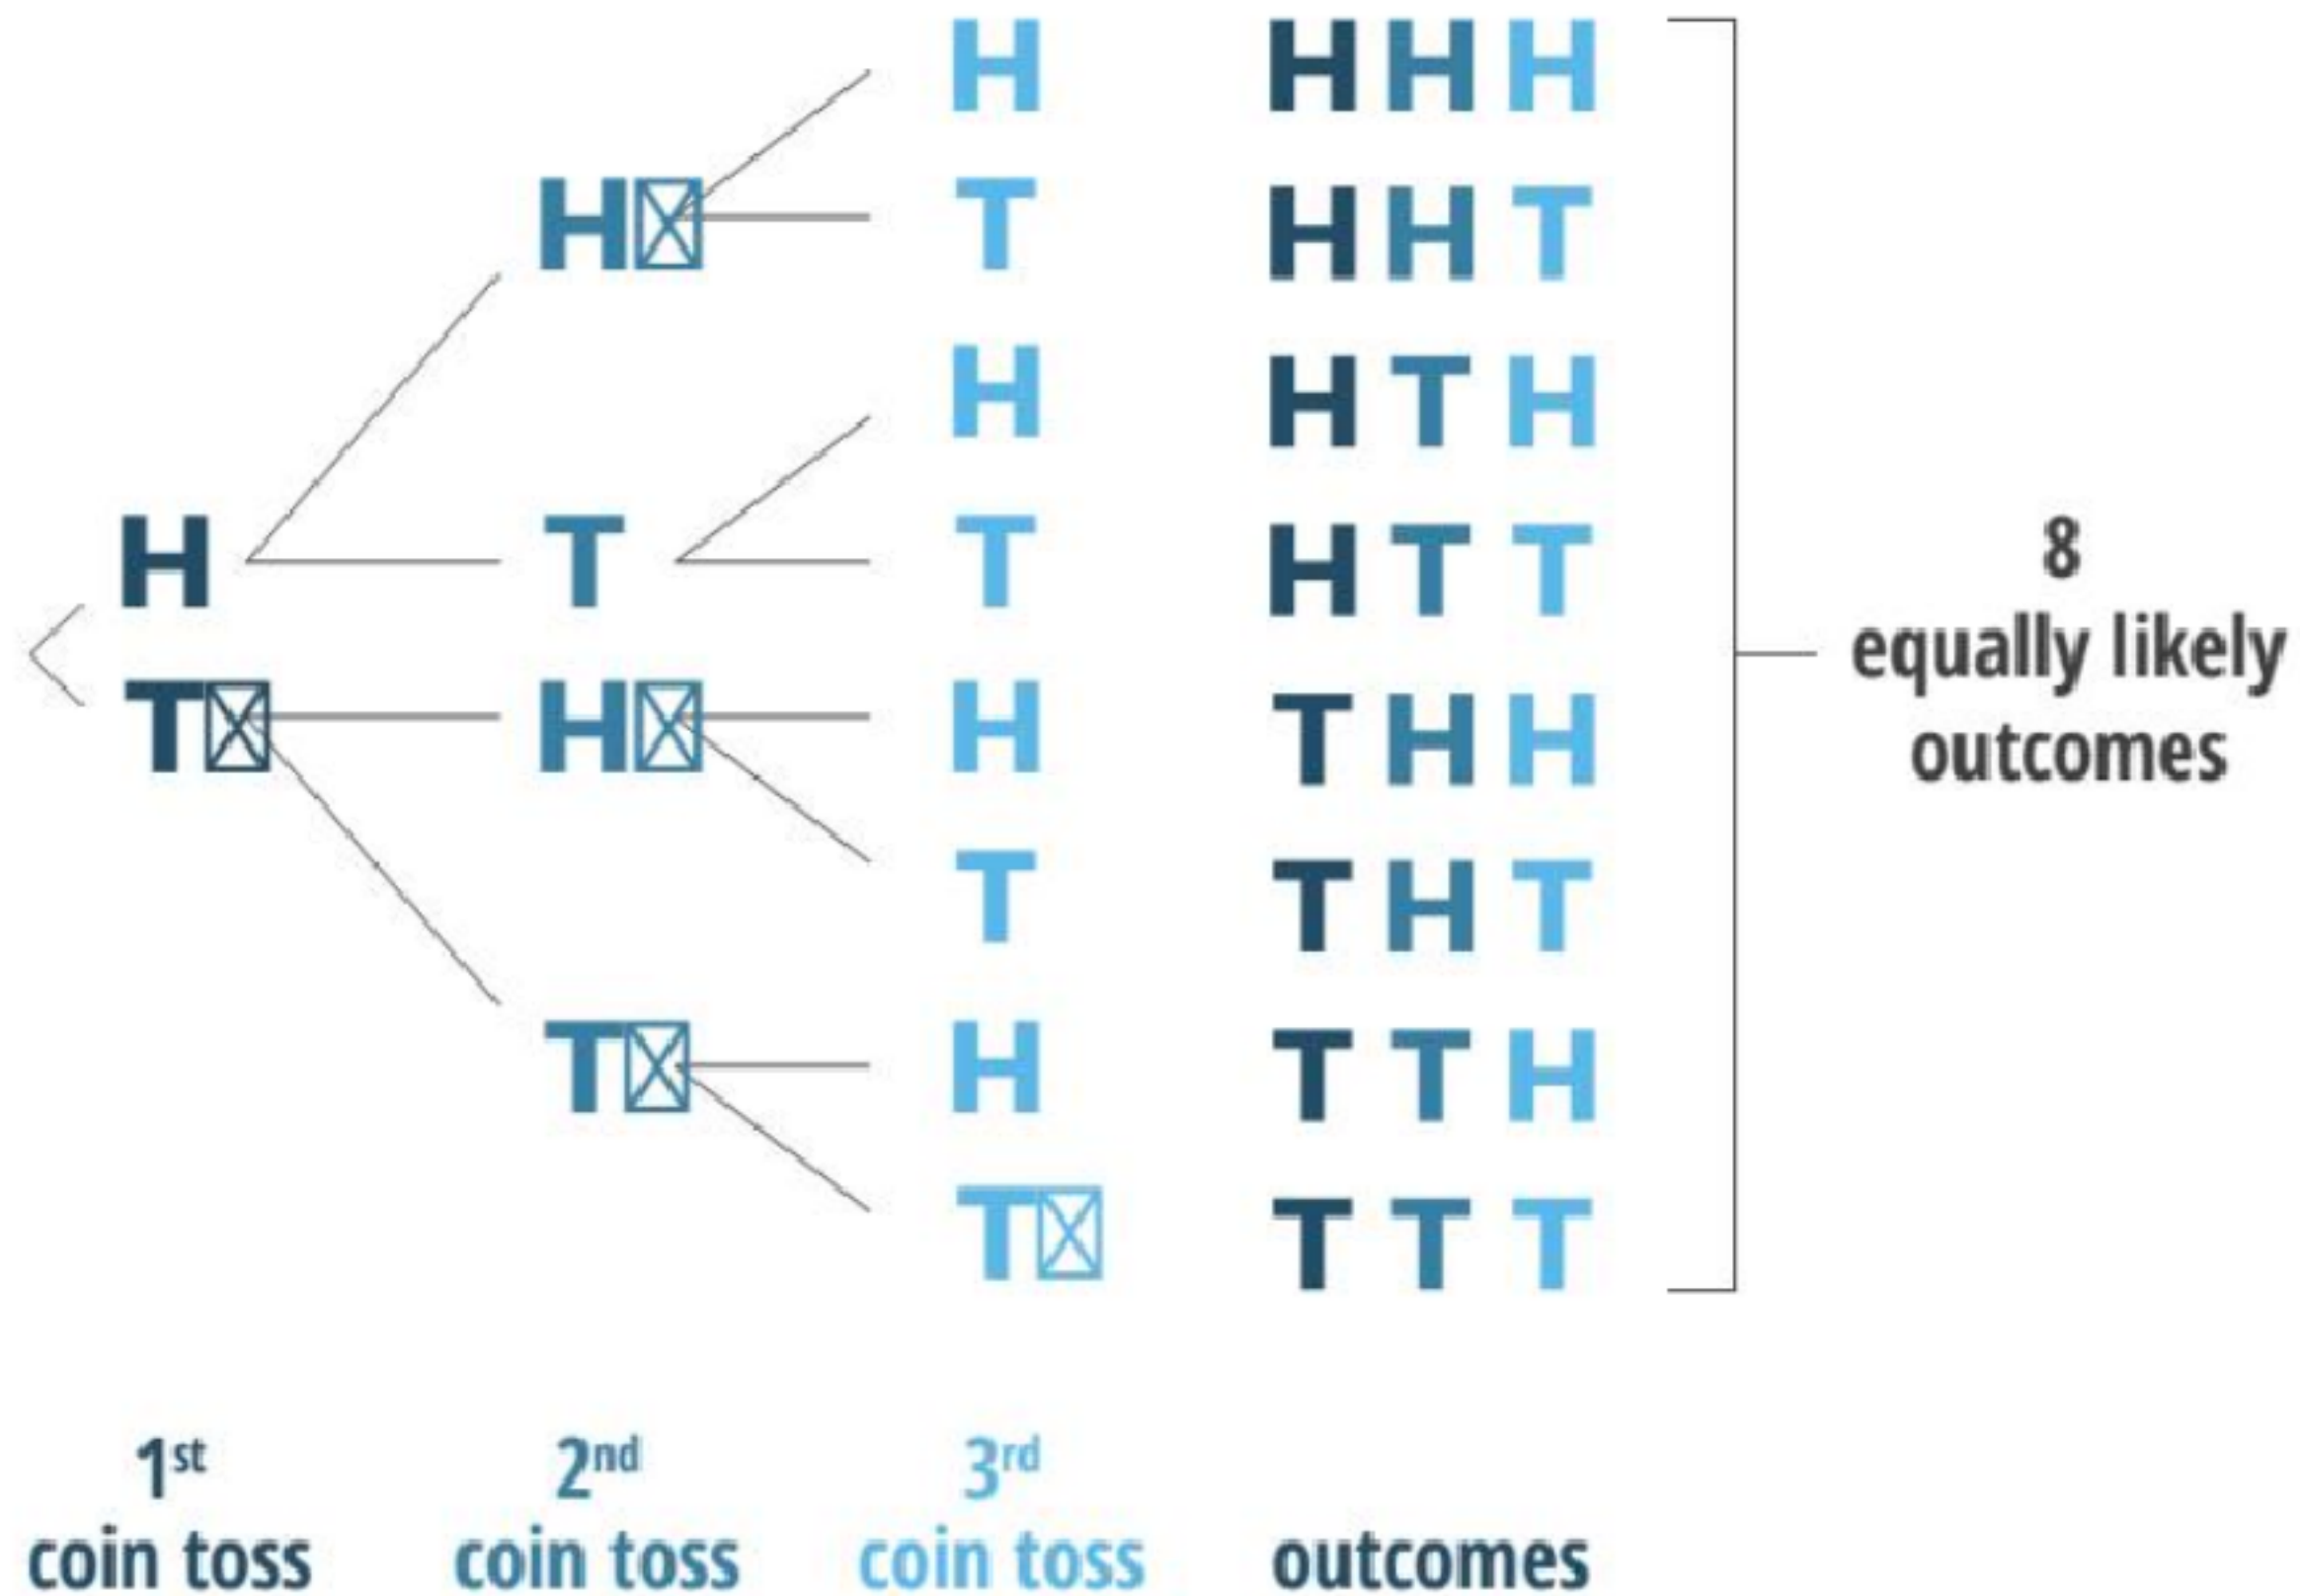 H H H H
H T H H T
H H T H
H T T H T T
8
equally likely
outcomes
T H H T H H
T T H T
T H T T H
T T T T
1st 2nd 3rd
coin toss coin toss coin toss outcomes